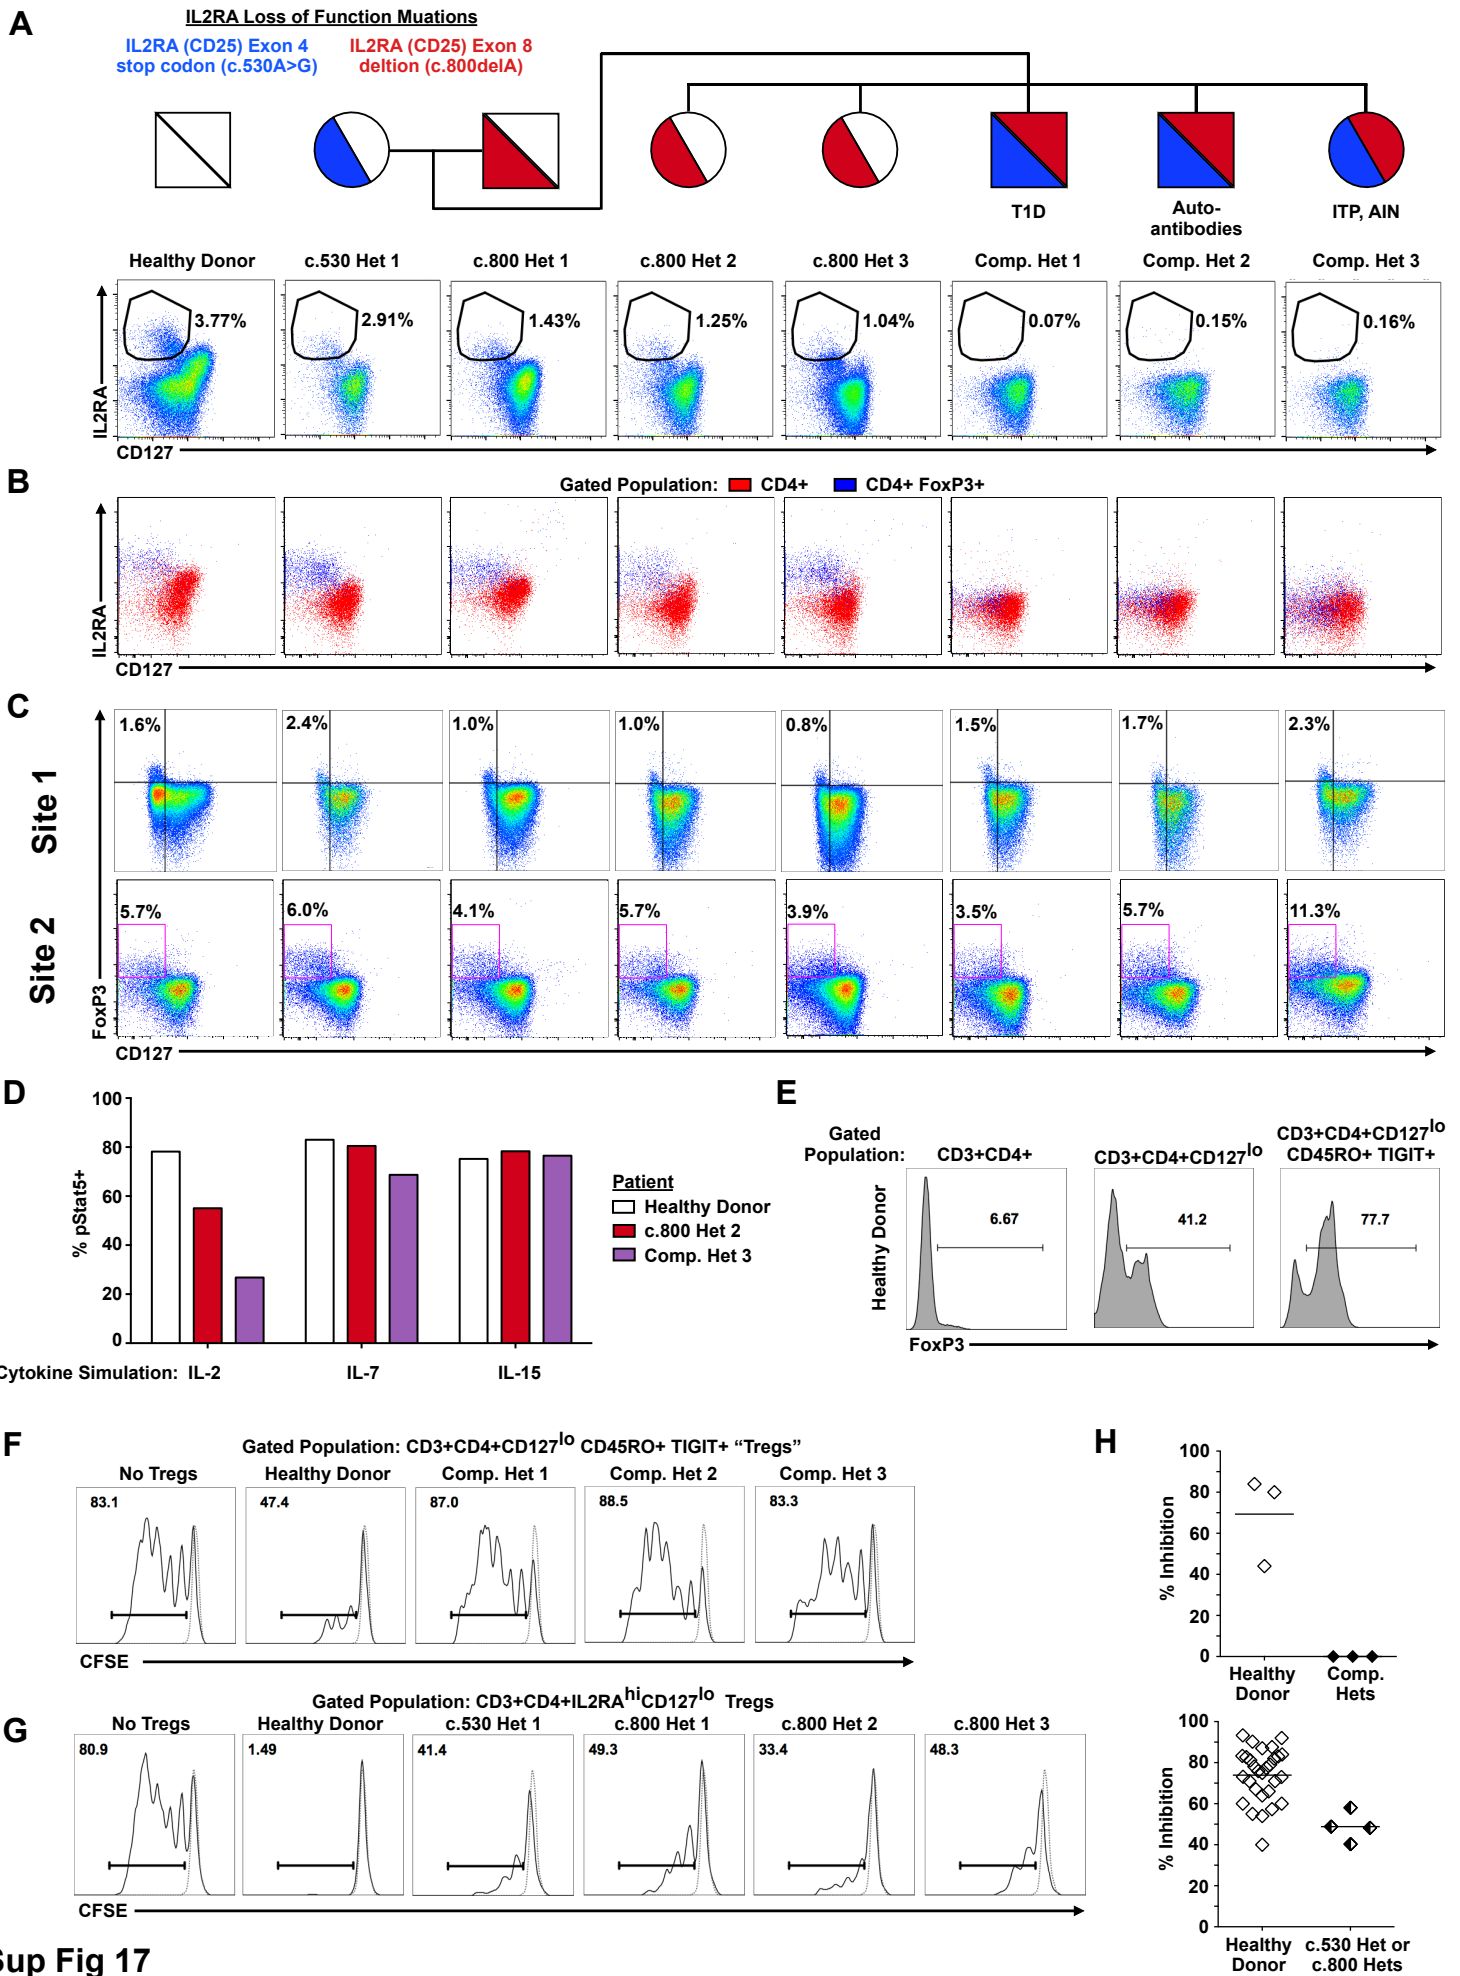 A
IL2RA Loss of Function Muations
IL2RA (CD25) Exon 4
stop codon (c.530A>G)
IL2RA (CD25) Exon 8
deltion (c.800delA)
T1D
Auto-
antibodies
ITP, AIN
Healthy Donor
c.530 Het 1
c.800 Het 1
c.800 Het 2
c.800 Het 3
Comp. Het 1
Comp. Het 2
Comp. Het 3
3.77%
2.91%
1.43%
1.25%
1.04%
0.07%
0.15%
0.16%
IL2RA
CD127
B
Gated Population: CD4+ CD4+ FoxP3+
IL2RA
CD127
C
Site 1
1.6%
2.4%
1.0%
1.0%
0.8%
1.5%
1.7%
2.3%
Site 2
5.7%
6.0%
4.1%
5.7%
3.9%
3.5%
5.7%
11.3%
FoxP3
CD127
D
% pStat5+
100
80
60
40
20
0
Cytokine Simulation: IL-2 IL-7 IL-15
Patient
Healthy Donor
c.800 Het 2
Comp. Het 3
E
Gated
Population:
CD3+CD4+
CD3+CD4+CD127lo
CD3+CD4+CD127lo
CD45RO+ TIGIT+
Healthy Donor
6.67
41.2
77.7
FoxP3
F
Gated Population: CD3+CD4+CD127lo CD45RO+ TIGIT+ “Tregs”
No Tregs
Healthy Donor
Comp. Het 1
Comp. Het 2
Comp. Het 3
83.1
47.4
87.0
88.5
83.3
CFSE
G
Gated Population: CD3+CD4+IL2RAhiCD127lo Tregs
No Tregs
Healthy Donor
c.530 Het 1
c.800 Het 1
c.800 Het 2
c.800 Het 3
80.9
1.49
41.4
49.3
33.4
48.3
CFSE
H
% Inhibition
100
80
60
40
20
0
Healthy
Donor
Comp.
Hets
% Inhibition
100
80
60
40
20
0
Healthy
Donor
c.530 Het or
c.800 Hets
Sup Fig 17